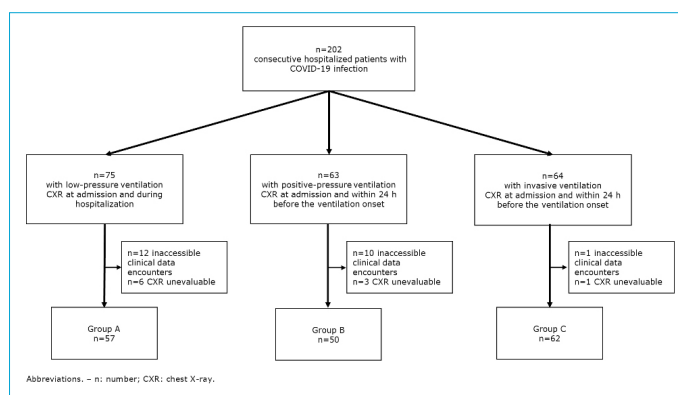 n=202
consecutive hospitalized patients with
COVID-19 infection
n=75
with low-pressure ventilation
CXR at admission and during
hospitalization
n=63
with positive-pressure ventilation
CXR at admission and within 24 h
before the ventilation onset
n=64
with invasive ventilation
CXR at admission and within 24 h
before the ventilation onset
n=12 inaccessible
clinical data
encounters
n=6 CXR unevaluable
n=10 inaccessible
clinical data
encounters
n=3 CXR unevaluable
n=1 inaccessible
clinical data
encounters
n=1 CXR unevaluable
Group A
n=57
Group B
n=50
Group C
n=62
Abbreviations. – n: number; CXR: chest X-ray.